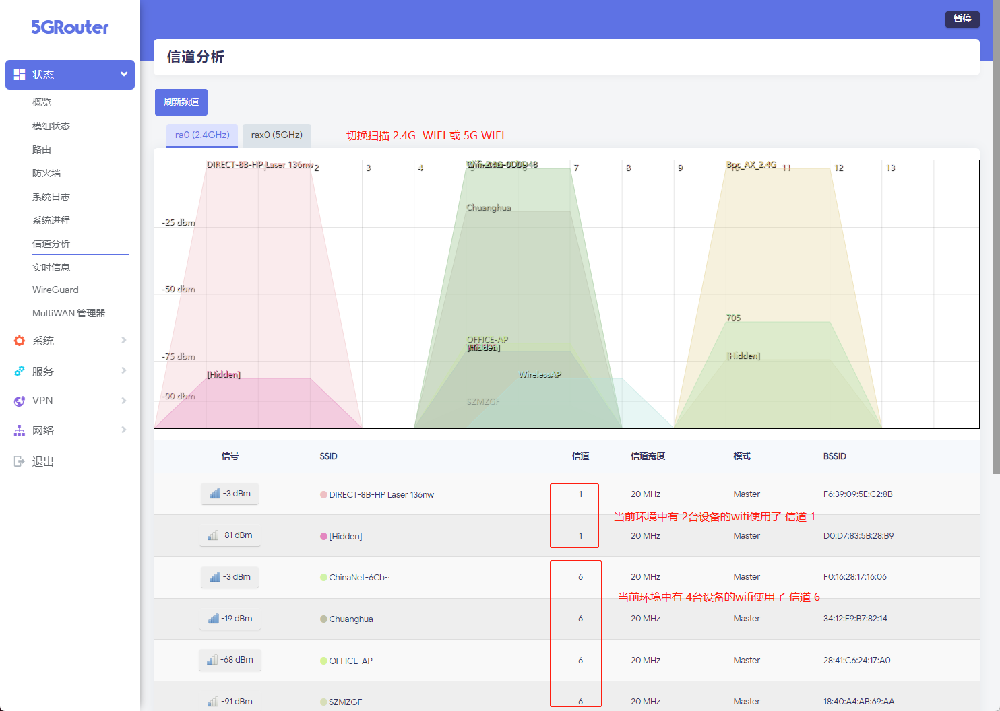 5GRouter
暂停
信道分析
状态
概览
模组状态
路由
防火墙
系统日志
系统进程
信道分析
实时信息
WireGuard
MultiWAN 管理器
系统
服务
VPN
网络
退出
刷新频道
ra0 (2.4GHz)
rax0 (5GHz)
切换扫描 2.4G WIFI 或 5G WIFI
DIRECT-8B-HP Laser 136nw
1 2 3 4 5 6 7 8 9 10 11 12 13
Bpc_AX_2.4G
Chuanghua
-25 dbm
-50 dbm
705
OFFICE-AP
[Hidden]
-75 dbm
[Hidden]
[Hidden]
WirelessAP
-90 dbm
SZMZGF
信号 SSID 信道 信道宽度 模式 BSSID
-3 dBm DIRECT-8B-HP Laser 136nw 1 20 MHz Master F6:39:09:5E:C2:8B
当前环境中有 2台设备的wifi使用了 信道 1
-81 dBm [Hidden] 1 20 MHz Master D0:D7:83:5B:28:B9
-3 dBm ChinaNet-6Cb~ 6 20 MHz Master F0:16:28:17:16:06
当前环境中有 4台设备的wifi使用了 信道 6
-19 dBm Chuanghua 6 20 MHz Master 34:12:F9:B7:82:14
-68 dBm OFFICE-AP 6 20 MHz Master 28:41:C6:24:17:A0
-91 dBm SZMZGF 6 20 MHz Master 18:40:A4:AB:69:AA